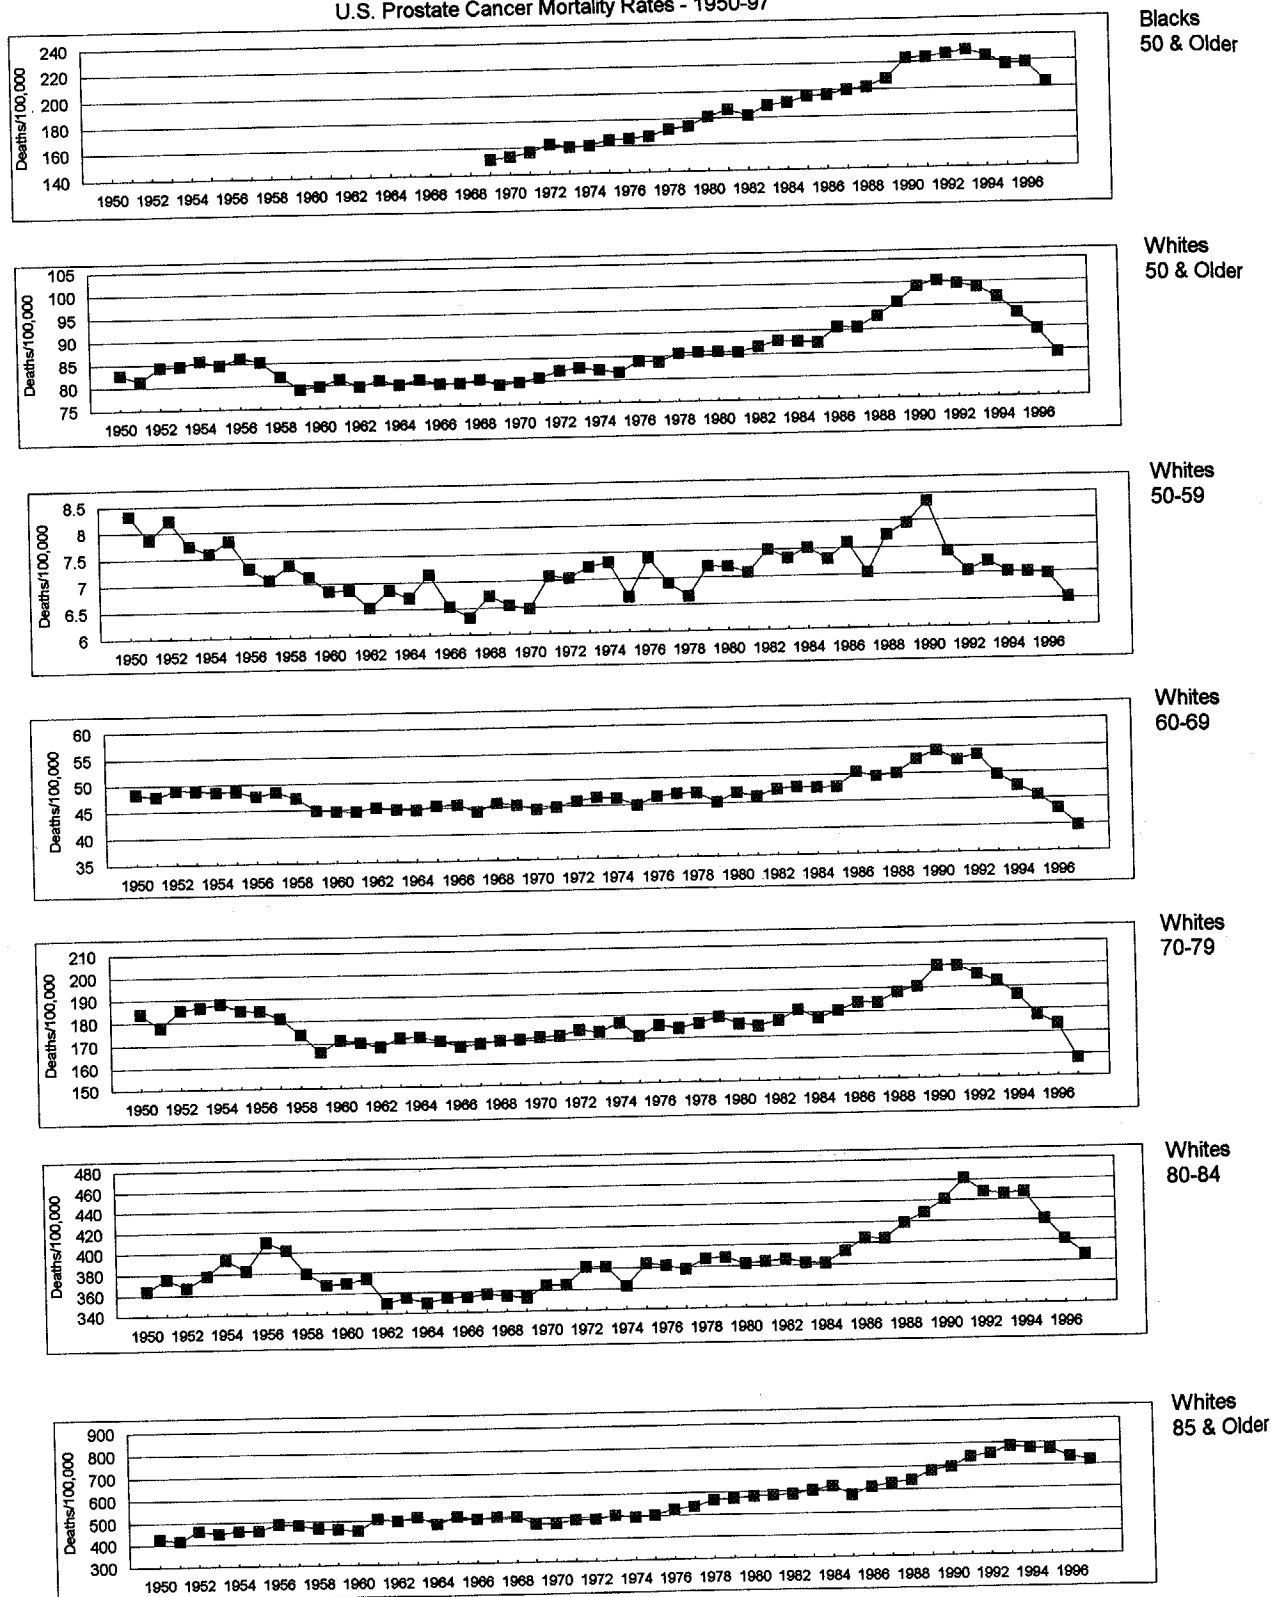 U.S. Prostate Cancer Mortality Rates - 1950-97
Blacks
50 & Older
Deaths/100,000
240
220
200
180
160
140
1950 1952 1954 1956 1958 1960 1962 1964 1966 1968 1970 1972 1974 1976 1978 1980 1982 1984 1986 1988 1990 1992 1994 1996
Whites
50 & Older
Deaths/100,000
105
100
95
90
85
80
75
1950 1952 1954 1956 1958 1960 1962 1964 1966 1968 1970 1972 1974 1976 1978 1980 1982 1984 1986 1988 1990 1992 1994 1996
Whites
50-59
Deaths/100,000
8.5
8
7.5
7
6.5
6
1950 1952 1954 1956 1958 1960 1962 1964 1966 1968 1970 1972 1974 1976 1978 1980 1982 1984 1986 1988 1990 1992 1994 1996
Whites
60-69
Deaths/100,000
60
55
50
45
40
35
1950 1952 1954 1956 1958 1960 1962 1964 1966 1968 1970 1972 1974 1976 1978 1980 1982 1984 1986 1988 1990 1992 1994 1996
Whites
70-79
Deaths/100,000
210
200
190
180
170
160
150
1950 1952 1954 1956 1958 1960 1962 1964 1966 1968 1970 1972 1974 1976 1978 1980 1982 1984 1986 1988 1990 1992 1994 1996
Whites
80-84
Deaths/100,000
480
460
440
420
400
380
360
340
1950 1952 1954 1956 1958 1960 1962 1964 1966 1968 1970 1972 1974 1976 1978 1980 1982 1984 1986 1988 1990 1992 1994 1996
Whites
85 & Older
Deaths/100,000
900
800
700
600
500
400
300
1950 1952 1954 1956 1958 1960 1962 1964 1966 1968 1970 1972 1974 1976 1978 1980 1982 1984 1986 1988 1990 1992 1994 1996